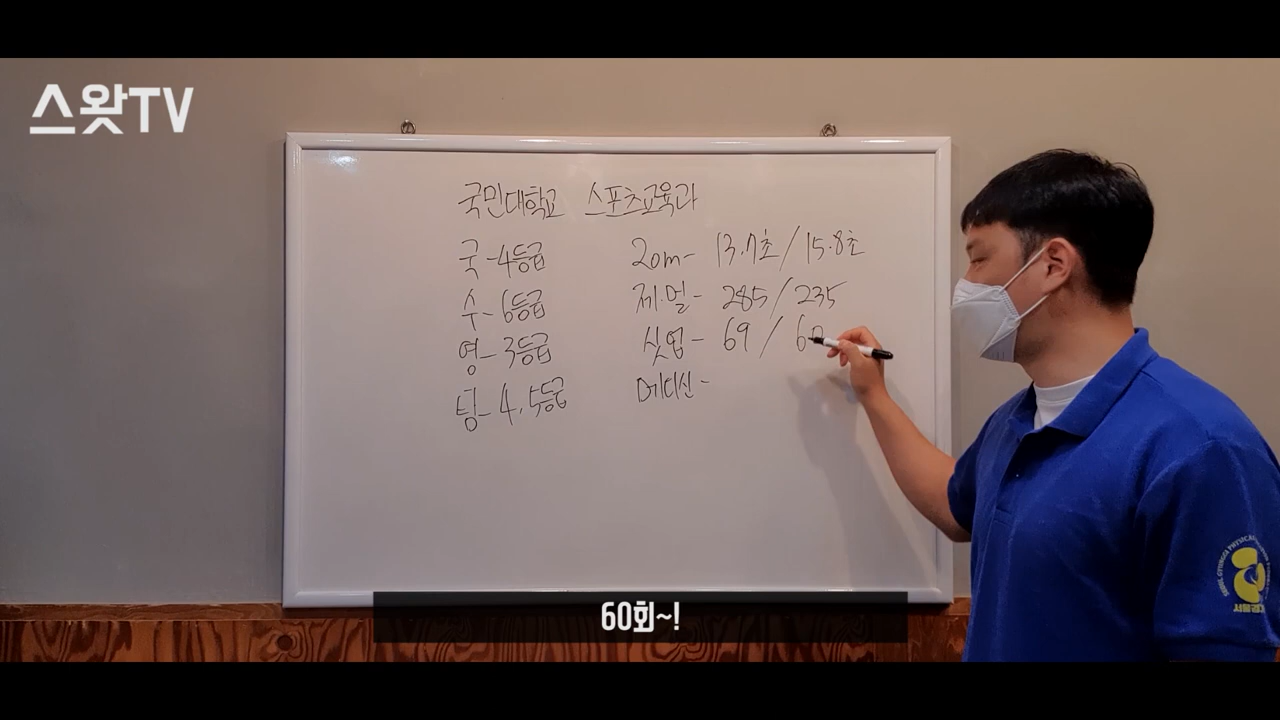 스왓TV
국민대학교 스포츠교육과
국-4등급 20m- 13.7초/15.8초
수-6등급 제.멀- 285/235
영-3등급 싯업- 69/60
탐-4.5등급 메디신-
60회~!